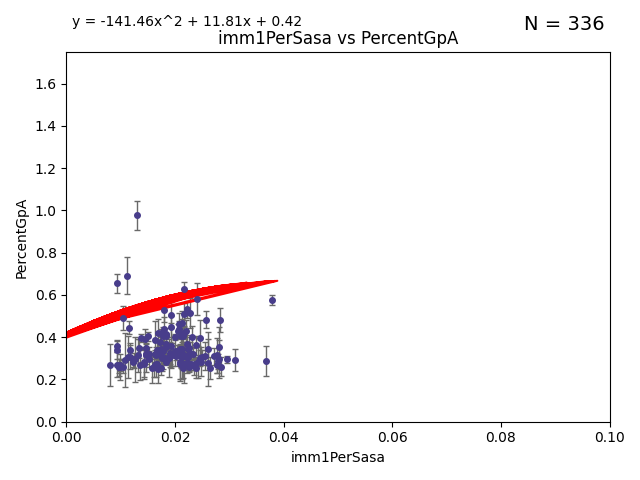 y = -141.46x^2 + 11.81x + 0.42
N = 336
imm1PerSasa vs PercentGpA
PercentGpA
1.6
1.4
1.2
1.0
0.8
0.6
0.4
0.2
0.0
0.00 0.02 0.04 0.06 0.08 0.10
imm1PerSasa